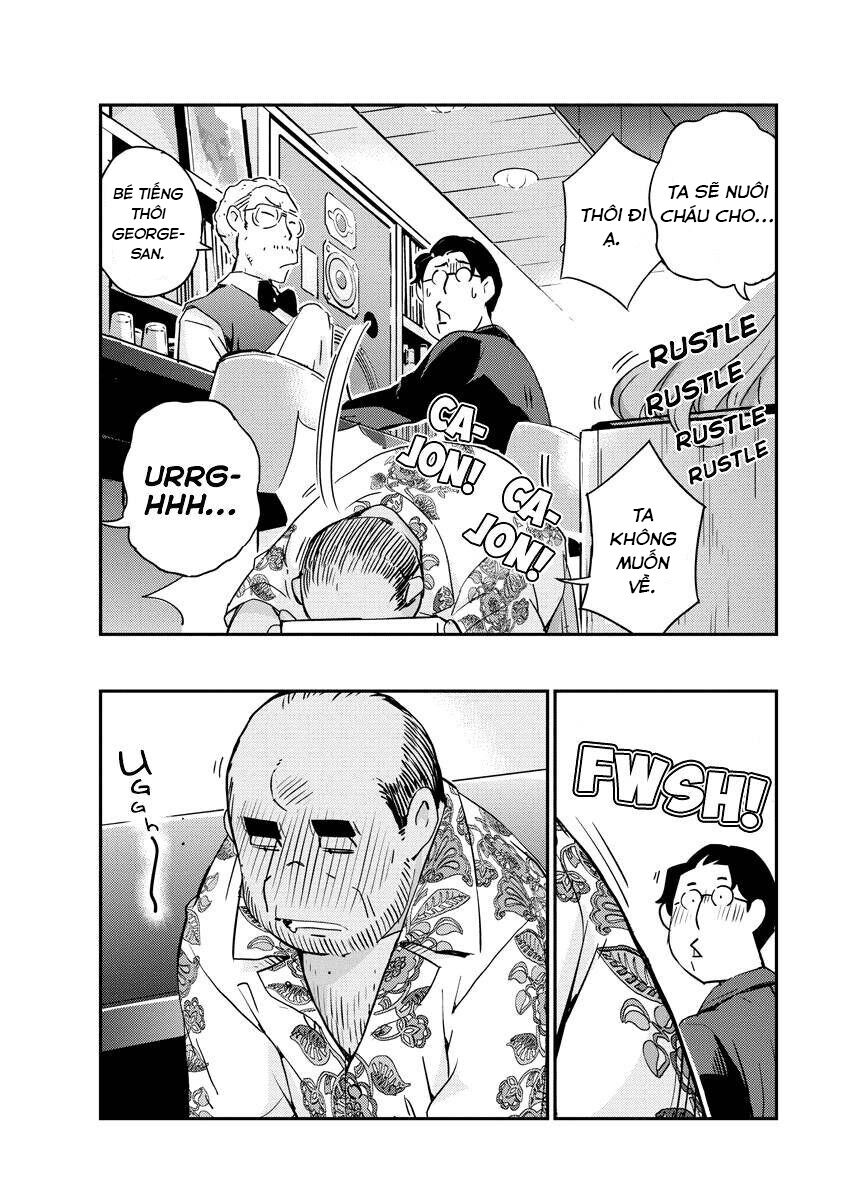 TA SẼ NUÔI
CHÁU CHO...
THÔI ĐI
Ạ.
BÉ TIẾNG
THÔI
GEORGE-
SAN.
RUSTLE
RUSTLE
RUSTLE
RUSTLE
CA-
JON!
CA-
JON!
URRG-
HHH...
TA
KHÔNG
MUỐN
VỀ.
FWSH!
UGGH